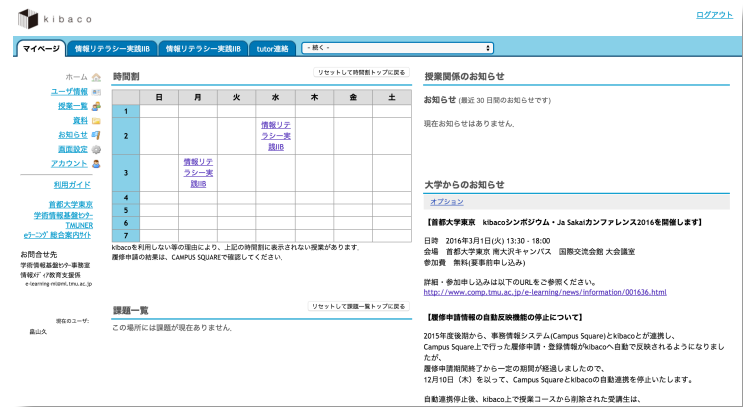 kibaco
ログアウト
マイページ
情報リテラシー実践IIB
情報リテラシー実践IIB
tutor連絡
- 続く -
ホーム
ユーザ情報
授業一覧
資料
お知らせ
画面設定
アカウント
利用ガイド
首都大学東京
学術情報基盤ｾﾝﾀｰ
TMUNER
eﾗｰﾆﾝｸﾞ 総合案内ｻｲﾄ
お問合せ先
学術情報基盤ｾﾝﾀｰ事務室
情報ﾒﾃﾞｨｱ教育支援係
現在のユーザ:
畠山久
時間割
リセットして時間割トップに戻る
日 月 火 水 木 金 土
1
2
情報リテ
ラシー実
践IIB
3
情報リテ
ラシー実
践IIB
4
5
6
7
kibacoを利用しない等の理由により、上記の時間割に表示されない授業があります.
履修申請の結果は、CAMPUS SQUAREで確認してください.
課題一覧
リセットして課題一覧トップに戻る
この場所には課題が現在ありません.
授業関係のお知らせ
お知らせ (最近 30 日間のお知らせです)
現在お知らせはありません.
大学からのお知らせ
オプション
【首都大学東京　kibacoシンポジウム・Ja Sakaiカンファレンス2016を開催します】
日時　2016年3月1日(火) 13:30 - 18:00
会場　首都大学東京 南大沢キャンパス　国際交流会館 大会議室
参加費　無料(要事前申し込み)
詳細・参加申し込みは以下のURLをご参照ください。
http://www.comp.tmu.ac.jp/e-learning/news/information/001636.html
【履修申請情報の自動反映機能の停止について】
2015年度後期から、事務情報システム(Campus Square)とkibacoとが連携し、
Campus Square上で行った履修申請・登録情報がkibacoへ自動で反映されるようになりまし
たが、
履修申請期間終了から一定の期間が経過しましたので、
12月10日（木）を以って、Campus Squareとkibacoの自動連携を停止いたします。
自動連携停止後、kibaco上で授業コースから削除された受講生は、